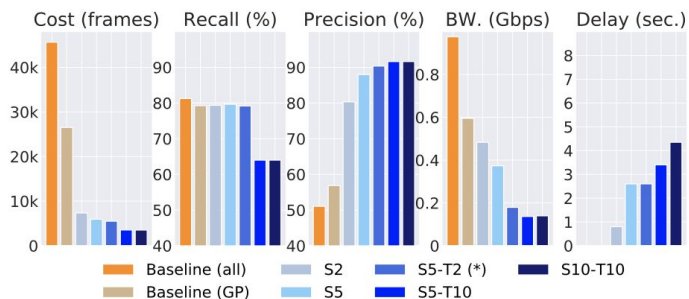 Cost (frames) Recall (%) Precision (%) BW. (Gbps) Delay (sec.)
40k 90 90 0.8 8
30k 80 80 0.6 7
20k 70 70 0.4 6
10k 60 60 0.2 5
0 50 50 0 4
40 40 3
2
1
0
Baseline (all) S2 S5-T2 (*) S10-T10
Baseline (GP) S5 S5-T10